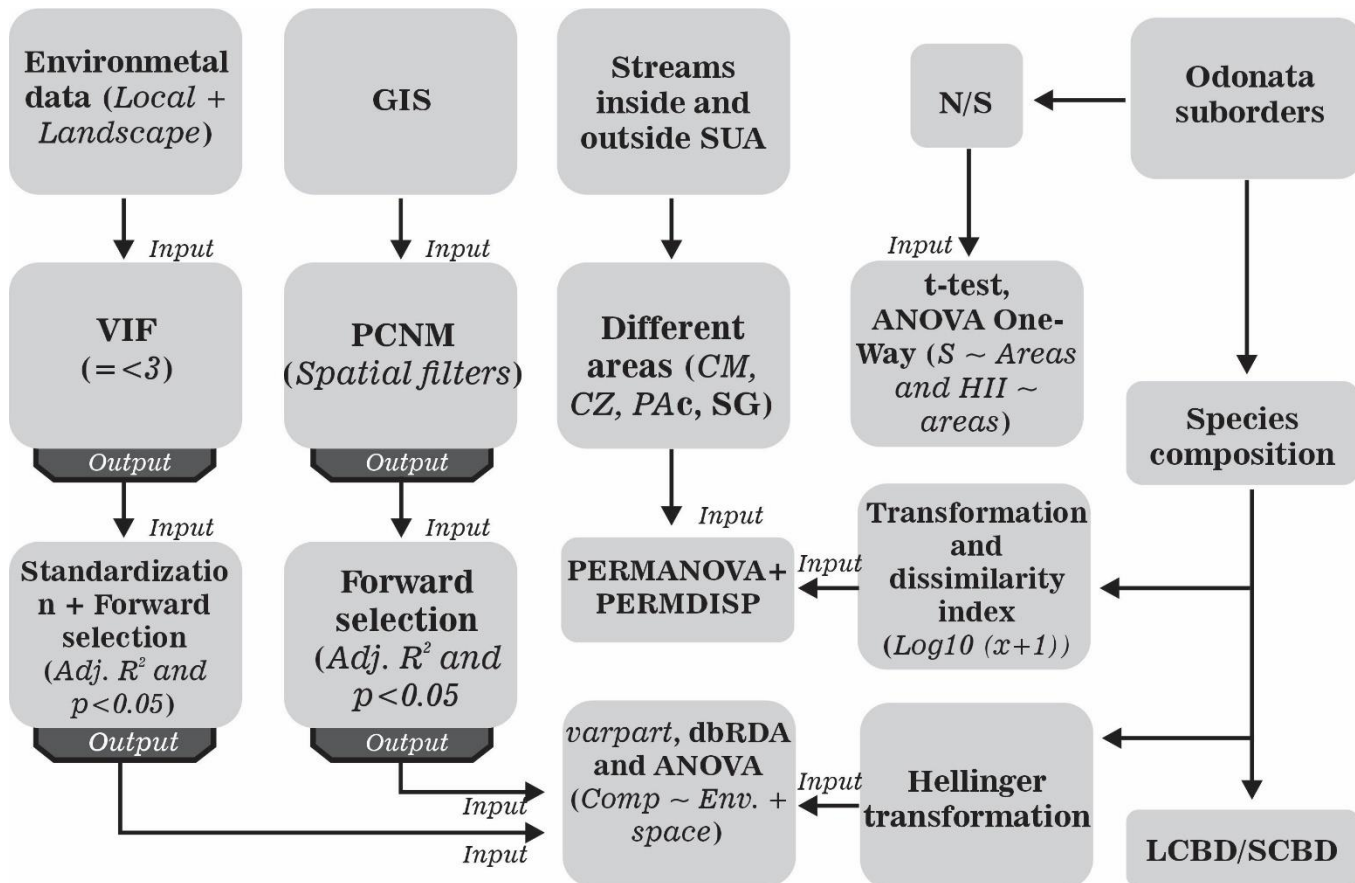 Environmetal
data (Local +
Landscape)
GIS
Streams
inside and
outside SUA
N/S
Odonata
suborders
Input
Input
Input
VIF
(=<3)
Output
PCNM
(Spatial filters)
Output
Different
areas (CM,
CZ, PAc, SG)
t-test,
ANOVA One-
Way (S ~ Areas
and HII ~
areas)
Species
composition
Input
Input
Input
Standardizatio
n + Forward
selection
(Adj. R² and
p<0.05)
Output
Forward
selection
(Adj. R² and
p<0.05
Output
PERMANOVA+
PERMDISP
Input
Transformation
and
dissimilarity
index
(Log10 (x+1))
Input
Input
varpart, dbRDA
and ANOVA
(Comp ~ Env. +
space)
Input
Hellinger
transformation
LCBD/SCBD